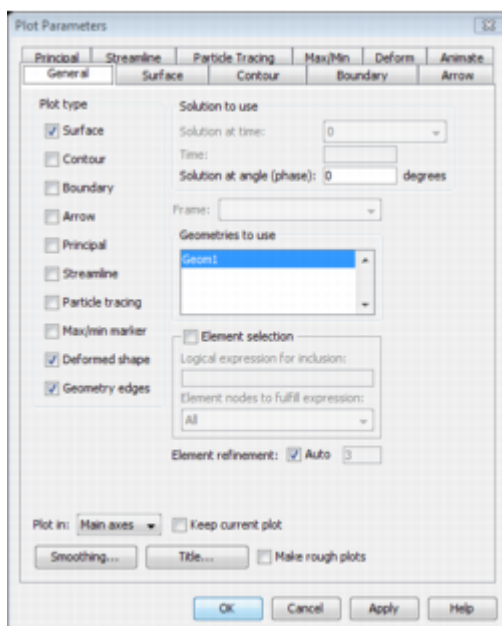 Plot Parameters
Principal Streamline Particle Tracing Max/Min Deform Animate
General Surface Contour Boundary Arrow
Plot type
Surface
Contour
Boundary
Arrow
Principal
Streamline
Particle tracing
Max/min marker
Deformed shape
Geometry edges
Solution to use
Solution at time: 0
Time:
Solution at angle (phase): 0 degrees
Frame:
Geometries to use
Geom1
Element selection
Logical expression for inclusion:
Element nodes to fulfill expression:
All
Element refinement: Auto 3
Plot in: Main axes Keep current plot
Smoothing... Title... Make rough plots
OK Cancel Apply Help